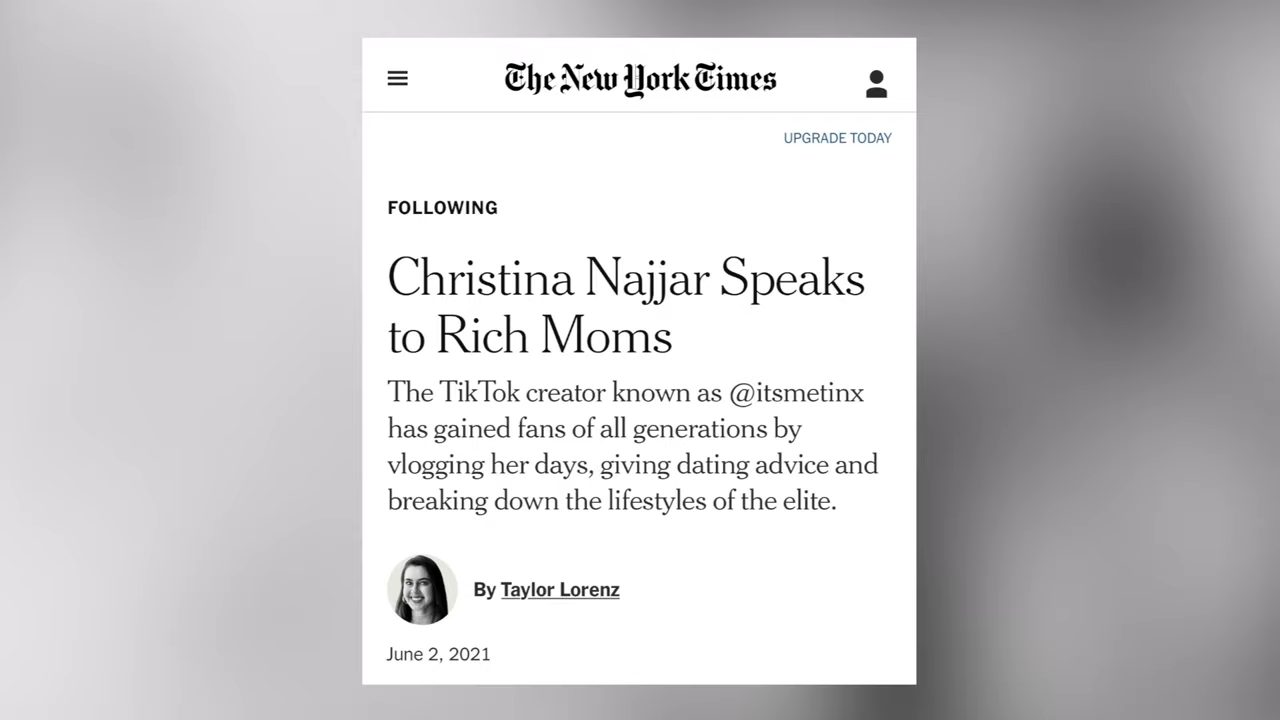 The New York Times
UPGRADE TODAY
FOLLOWING
Christina Najjar Speaks
to Rich Moms
The TikTok creator known as @itsmetinx
has gained fans of all generations by
vlogging her days, giving dating advice and
breaking down the lifestyles of the elite.
By Taylor Lorenz
June 2, 2021